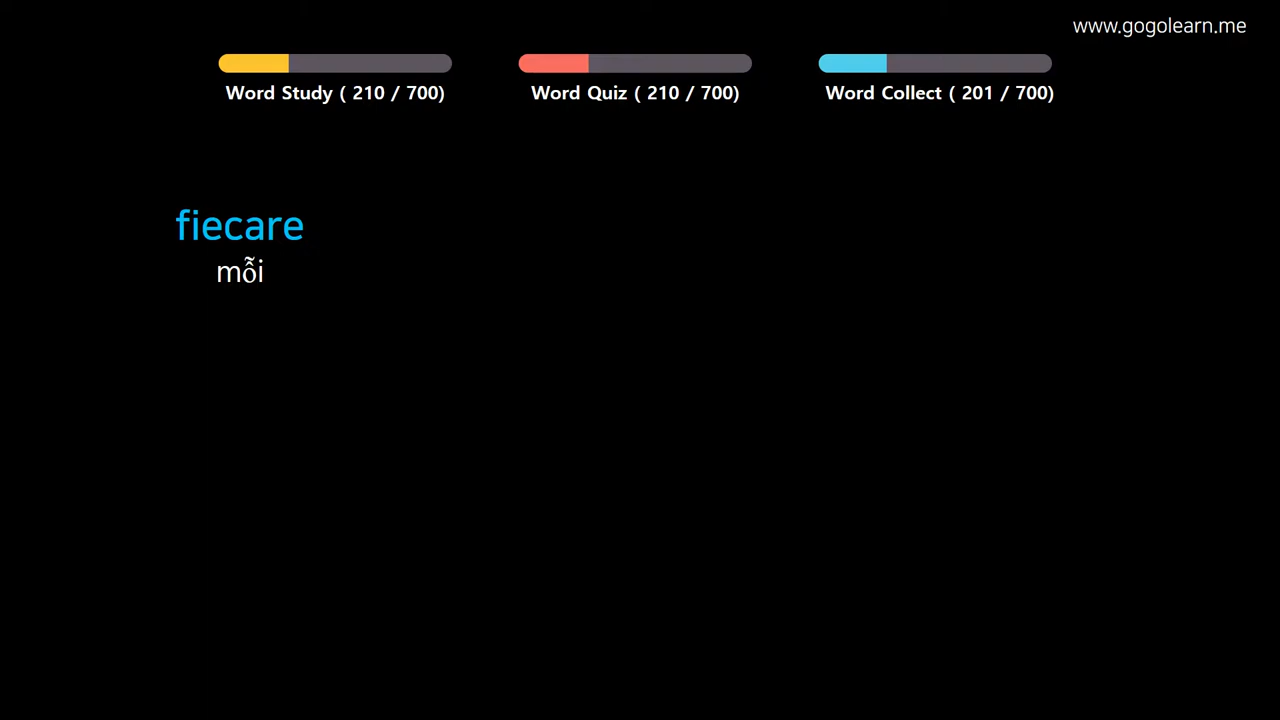 www.gogolearn.me
Word Study ( 210 / 700)
Word Quiz ( 210 / 700)
Word Collect ( 201 / 700)
fiecare
mỗi